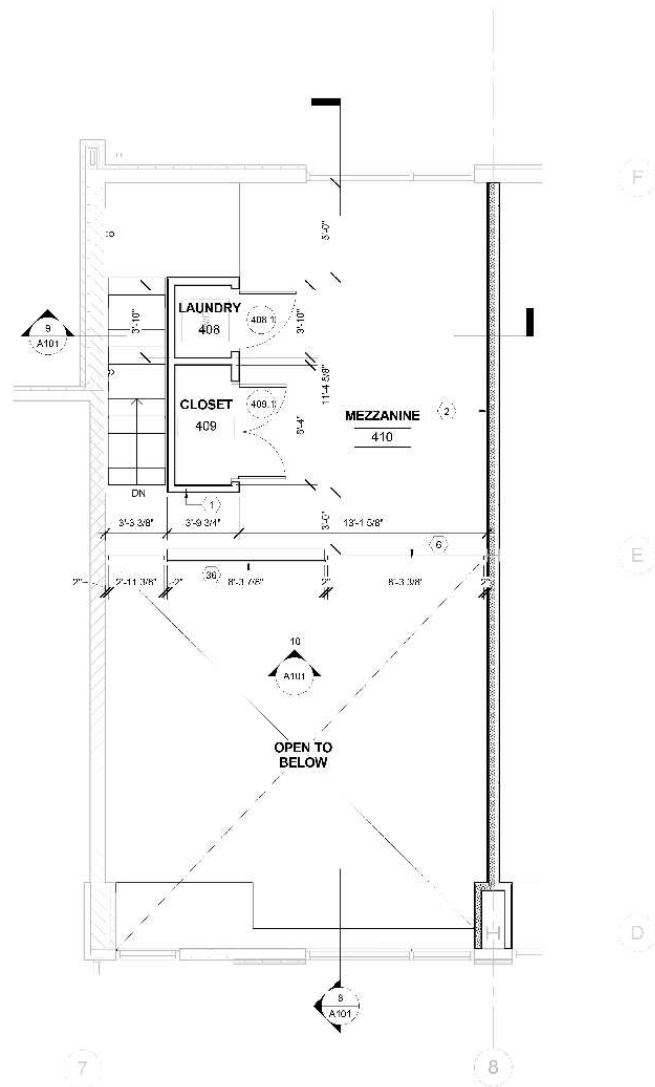 F
5'-0"
LAUNDRY
408
408.1
3'-10"
3'-10"
9
A101
11'-4 5/8"
CLOSET
409
409.1
MEZZANINE
410
2
DN
1
3'-0"
3'-3 3/8"
3'-9 3/4"
13'-1 5/8"
6
E
36
2"
2'-11 3/8"
2"
8'-3 7/8"
2"
8'-3 3/8"
2"
10
A101
OPEN TO
BELOW
D
8
A101
7
8